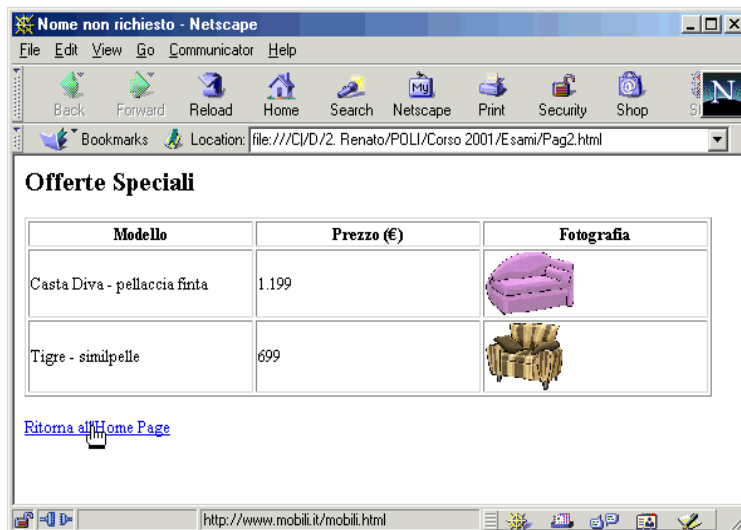 Nome non richiesto - Netscape
File Edit View Go Communicator Help
Back Forward Reload Home Search Netscape Print Security Shop
My
N
Bookmarks Location: file:///C|/D/2. Renato/POLI/Corso 2001/Esami/Pag2.html
Offerte Speciali
Modello Prezzo (€) Fotografia
Casta Diva - pellaccia finta 1.199
Tigre - similpelle 699
Ritorna all'Home Page
http://www.mobili.it/mobili.html